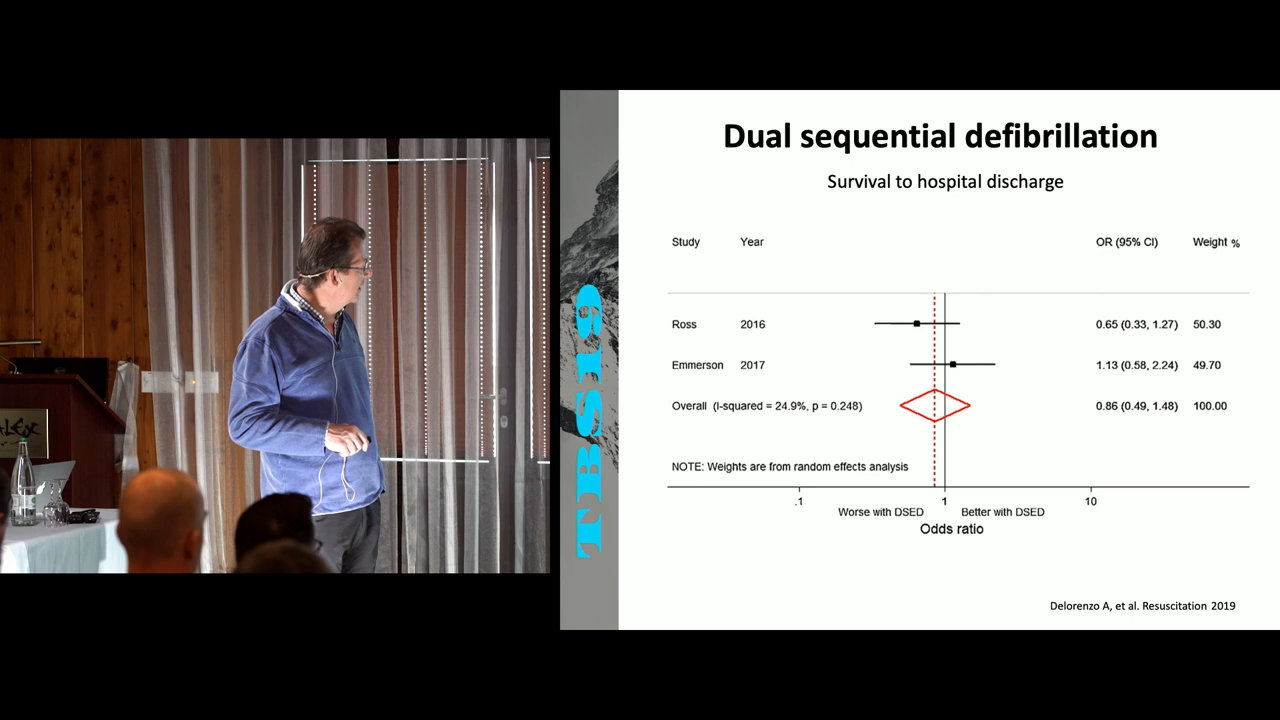 Dual sequential defibrillation
Survival to hospital discharge
Study Year OR (95% CI) Weight %
Ross 2016 0.65 (0.33, 1.27) 50.30
Emmerson 2017 1.13 (0.58, 2.24) 49.70
Overall (I-squared = 24.9%, p = 0.248) 0.86 (0.49, 1.48) 100.00
NOTE: Weights are from random effects analysis
.1 1 10
Worse with DSED Better with DSED
Odds ratio
Delorenzo A, et al. Resuscitation 2019
TBS19